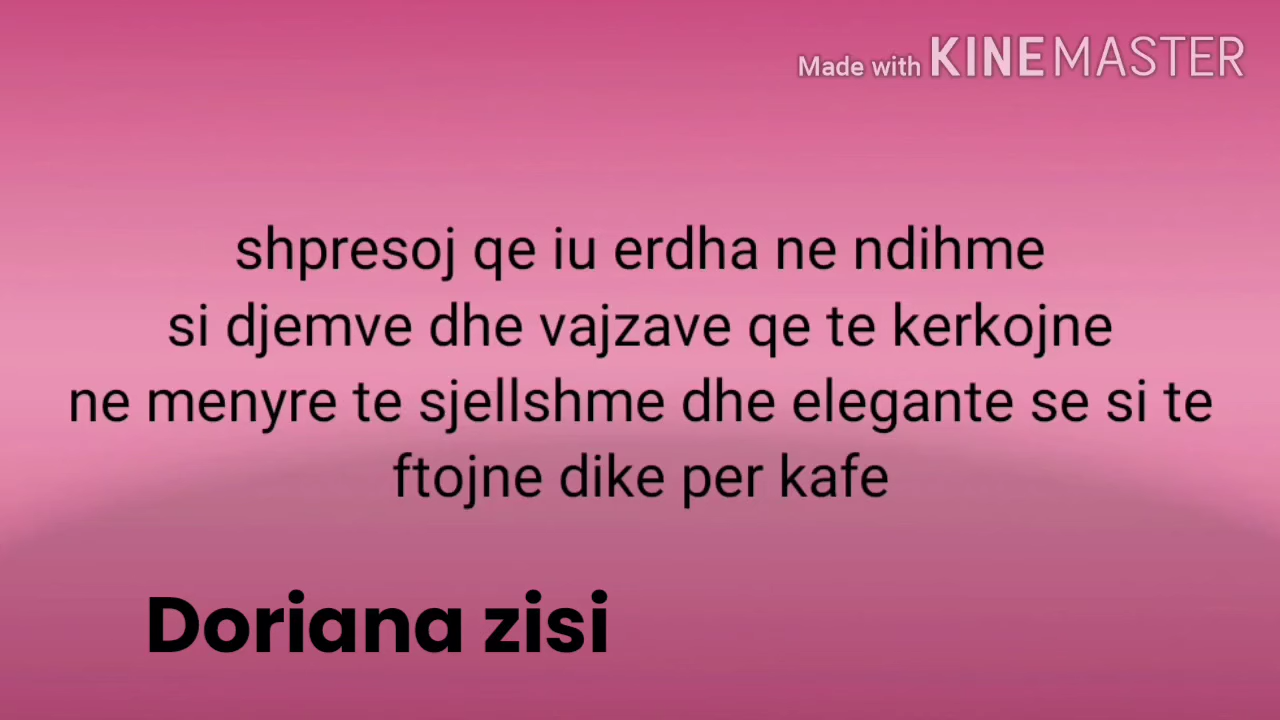 Made with KINEMASTER
shpresoj qe iu erdha ne ndihme
si djemve dhe vajzave qe te kerkojne
ne menyre te sjellshme dhe elegante se si te
ftojne dike per kafe
Doriana zisi